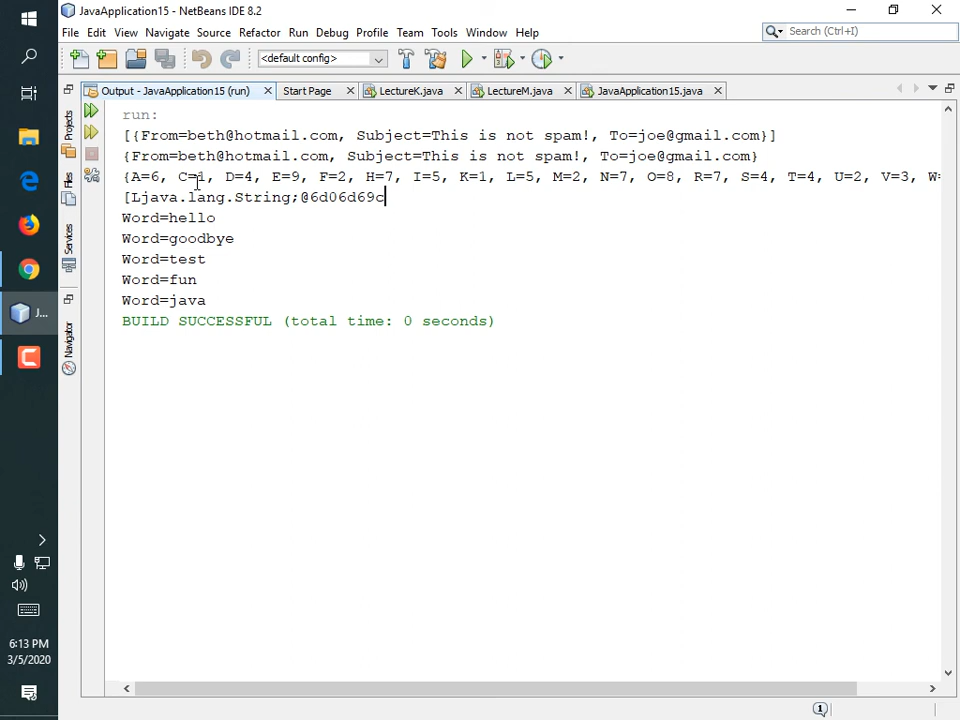 JavaApplication15 - NetBeans IDE 8.2
File Edit View Navigate Source Refactor Run Debug Profile Team Tools Window Help
Search (Ctrl+I)
<default config>
Output - JavaApplication15 (run) Start Page LectureK.java LectureM.java JavaApplication15.java
Projects
Files
Services
Navigator
run:
[{From=beth@hotmail.com, Subject=This is not spam!, To=joe@gmail.com}]
{From=beth@hotmail.com, Subject=This is not spam!, To=joe@gmail.com}
{A=6, C=1, D=4, E=9, F=2, H=7, I=5, K=1, L=5, M=2, N=7, O=8, R=7, S=4, T=4, U=2, V=3, W=
[Ljava.lang.String;@6d06d69c
Word=hello
Word=goodbye
Word=test
Word=fun
Word=java
BUILD SUCCESSFUL (total time: 0 seconds)
J...
6:13 PM
3/5/2020
1